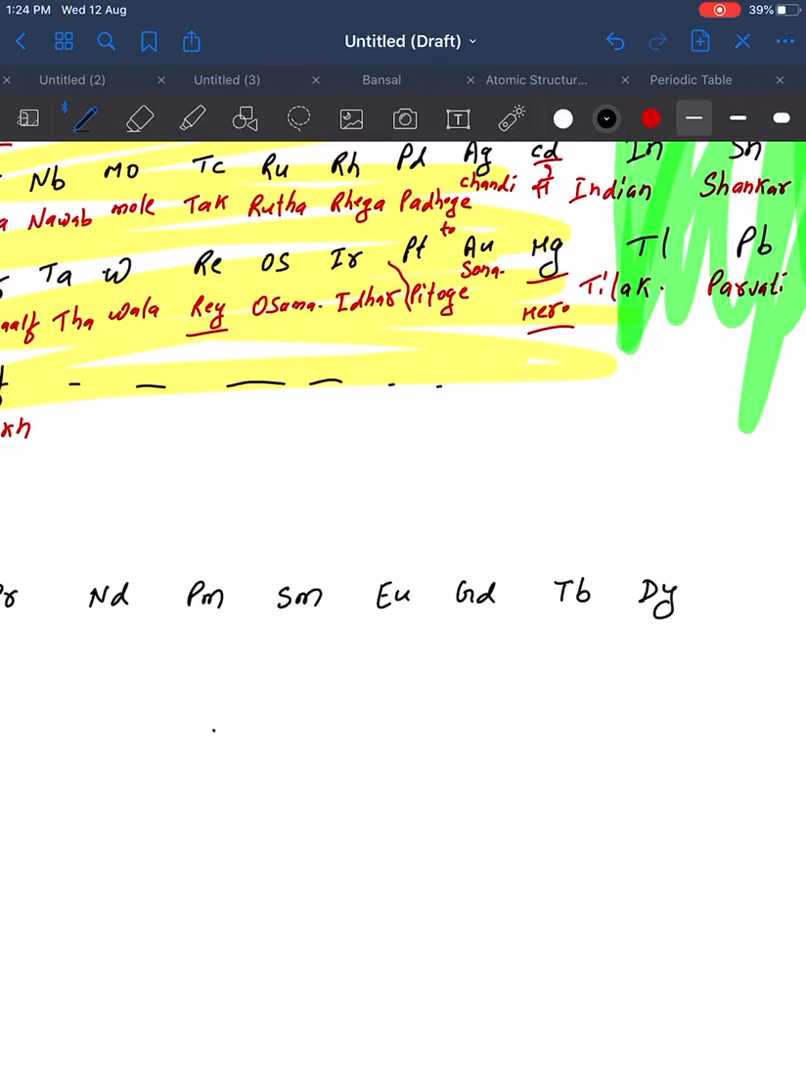 1:24 PM Wed 12 Aug 39%
Untitled (Draft)
Untitled (2) Untitled (3) Bansal Atomic Structur... Periodic Table
Nb Mo Tc Ru Rh Pd Ag Cd In Sn
Nawab mole Tak Rutha Rhega Padhoge to chandi Indian Shankar
Ta W Re Os Ir Pt Au Hg Tl Pb
Tha wala Rey Osama. Idhar Pitoge Sona. Hero Tilak. Parvati
Nd Pm Sm Eu Gd Tb Dy